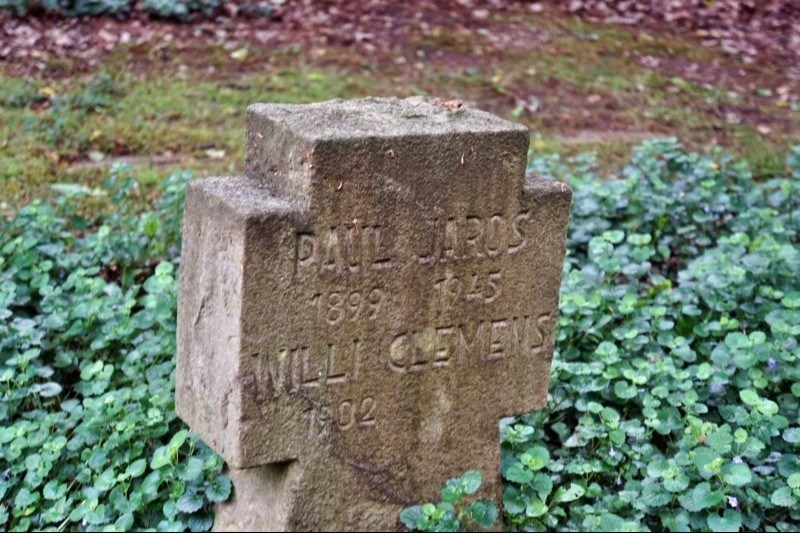 PAUL JAROS
1899 1945
WILLI CLEMENS
1902